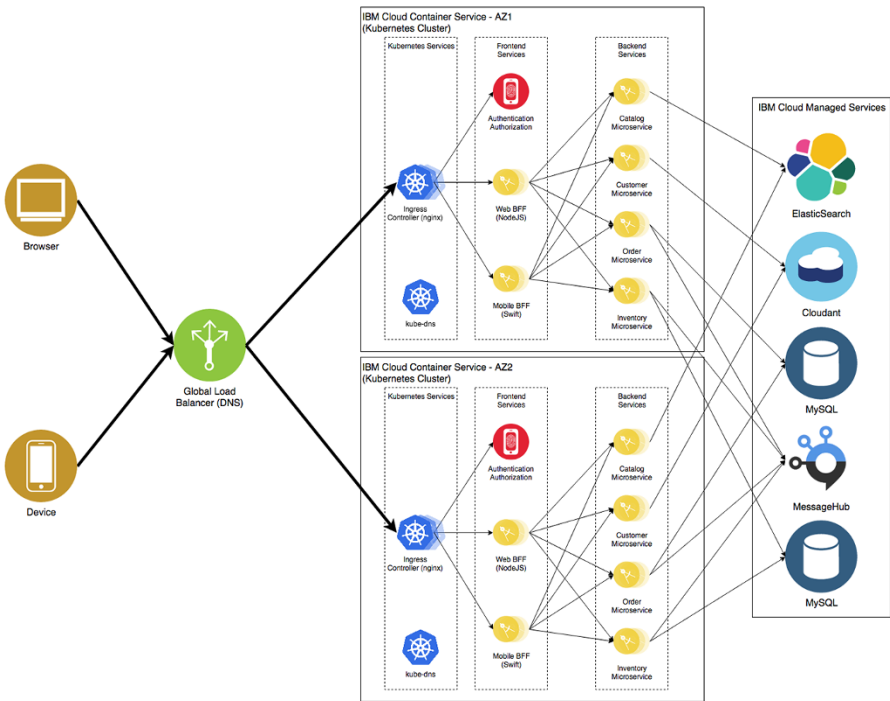 IBM Cloud Container Service - AZ1
(Kubernetes Cluster)
Kubernetes Services
Frontend
Services
Backend
Services
Authentication
Authorization
Catalog
Microservice
Ingress
Controller (nginx)
Web BFF
(NodeJS)
Customer
Microservice
Order
Microservice
kube-dns
Mobile BFF
(Swift)
Inventory
Microservice
Browser
Global Load
Balancer (DNS)
Device
IBM Cloud Container Service - AZ2
(Kubernetes Cluster)
Kubernetes Services
Frontend
Services
Backend
Services
Authentication
Authorization
Catalog
Microservice
Ingress
Controller (nginx)
Web BFF
(NodeJS)
Customer
Microservice
Order
Microservice
kube-dns
Mobile BFF
(Swift)
Inventory
Microservice
IBM Cloud Managed Services
ElasticSearch
Cloudant
MySQL
MessageHub
MySQL